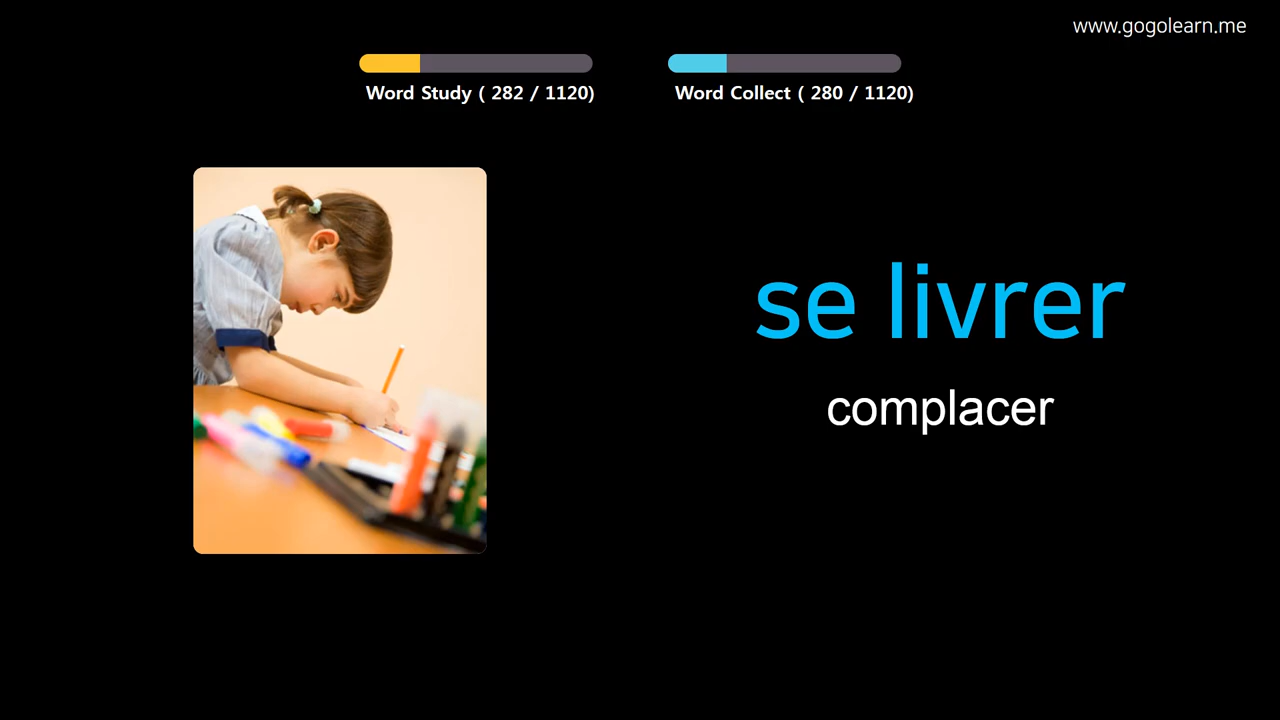 www.gogolearn.me
Word Study ( 282 / 1120)
Word Collect ( 280 / 1120)
se livrer
complacer